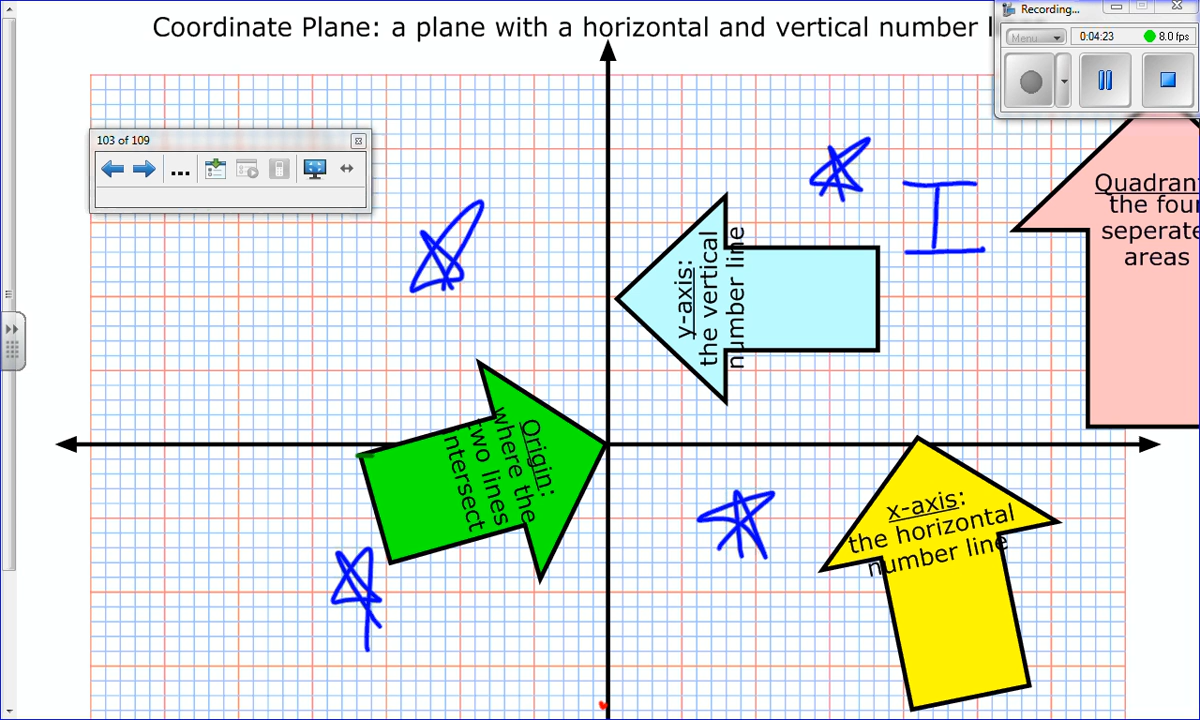 Coordinate Plane: a plane with a horizontal and vertical number
Recording...
Menu
0:04:23
8.0 fps
103 of 109
I
Quadran
the four
seperate
areas
y-axis:
the vertical
number line
Origin:
where the
two lines
ntersect
x-axis:
the horizontal
number line